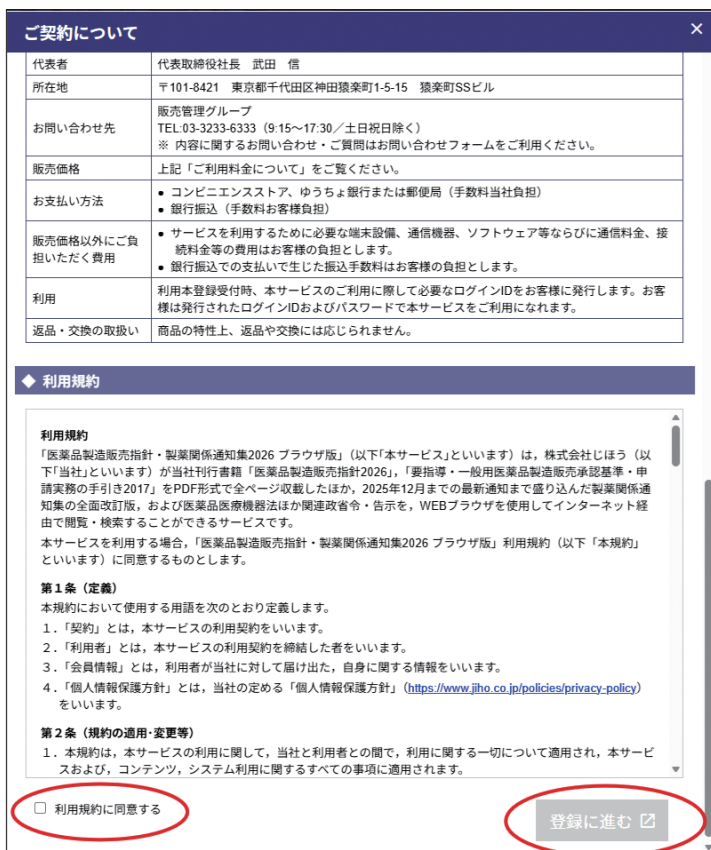 ご契約について
×
代表者 代表取締役社長 武田 信
所在地 〒101-8421 東京都千代田区神田猿楽町1-5-15 猿楽町SSビル
お問い合わせ先
販売管理グループ
TEL:03-3233-6333（9:15～17:30／土日祝日除く）
※ 内容に関するお問い合わせ・ご質問はお問い合わせフォームをご利用ください。
販売価格 上記「ご利用料金について」をご覧ください。
お支払い方法
● コンビニエンスストア、ゆうちょ銀行または郵便局（手数料当社負担）
● 銀行振込（手数料お客様負担）
販売価格以外にご負
担いただく費用
● サービスを利用するために必要な端末設備、通信機器、ソフトウェア等ならびに通信料金、接
続料金等の費用はお客様の負担とします。
● 銀行振込での支払いで生じた振込手数料はお客様の負担とします。
利用
利用本登録受付時、本サービスのご利用に際して必要なログインIDをお客様に発行します。お客
様は発行されたログインIDおよびパスワードで本サービスをご利用になれます。
返品・交換の取扱い 商品の特性上、返品や交換には応じられません。
◆ 利用規約
利用規約
「医薬品製造販売指針・製薬関係通知集2026 ブラウザ版」（以下｢本サービス｣といいます）は，株式会社じほう（以
下｢当社｣といいます）が当社刊行書籍「医薬品製造販売指針2026」，「要指導・一般用医薬品製造販売承認基準・申
請実務の手引き2017」をPDF形式で全ページ収載したほか，2025年12月までの最新通知まで盛り込んだ製薬関係通
知集の全面改訂版，および医薬品医療機器法ほか関連政省令・告示を，WEBブラウザを使用してインターネット経
由で閲覧・検索することができるサービスです。
本サービスを利用する場合，「医薬品製造販売指針・製薬関係通知集2026 ブラウザ版」利用規約（以下「本規約」
といいます）に同意するものとします。
第１条（定義）
本規約において使用する用語を次のとおり定義します。
１．「契約」とは，本サービスの利用契約をいいます。
２．「利用者」とは，本サービスの利用契約を締結した者をいいます。
３．「会員情報」とは，利用者が当社に対して届け出た，自身に関する情報をいいます。
４．「個人情報保護方針」とは，当社の定める「個人情報保護方針」（https://www.jiho.co.jp/policies/privacy-policy）
をいいます。
第２条（規約の適用･変更等）
１．本規約は，本サービスの利用に関して，当社と利用者との間で，利用に関する一切について適用され，本サービ
スおよび，コンテンツ，システム利用に関するすべての事項に適用されます。
利用規約に同意する
登録に進む